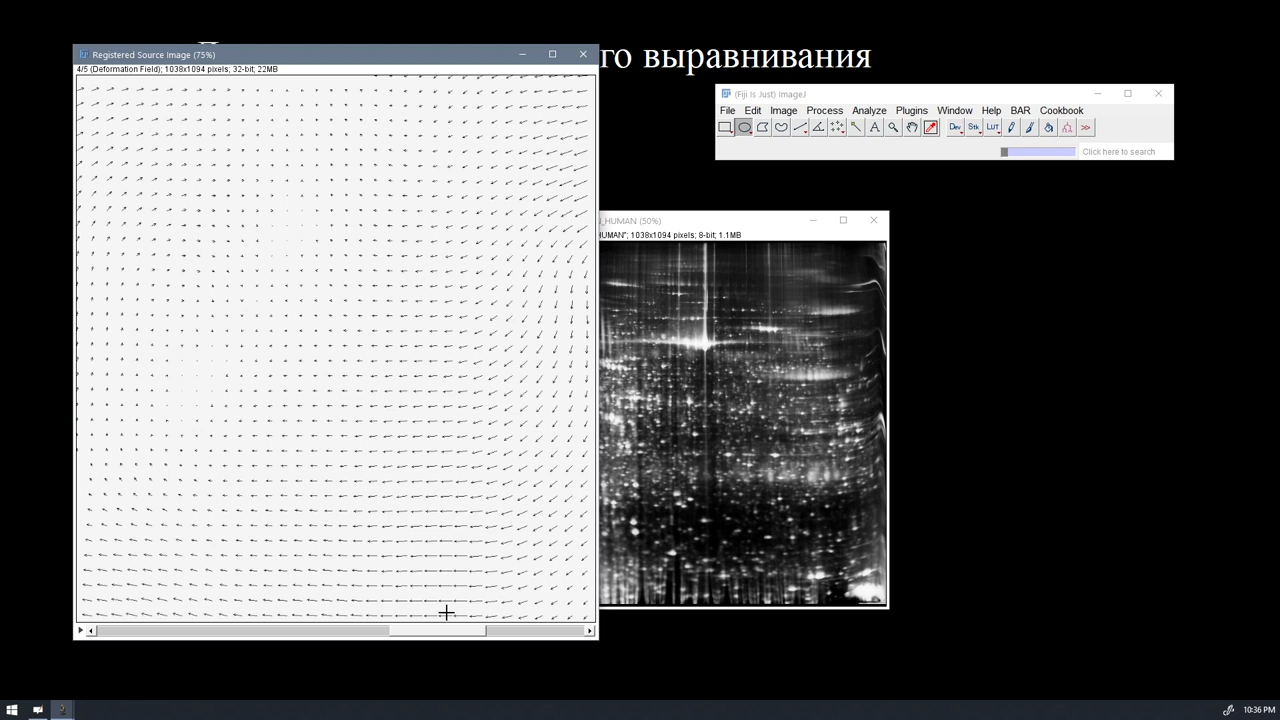 го выравнивания
Registered Source Image (75%)
4/5 (Deformation Field); 1038x1094 pixels; 32-bit; 22MB
(Fiji Is Just) ImageJ
File Edit Image Process Analyze Plugins Window Help BAR Cookbook
Dev Stk LUT
Click here to search
_HUMAN (50%)
HUMAN"; 1038x1094 pixels; 8-bit; 1.1MB
10:36 PM